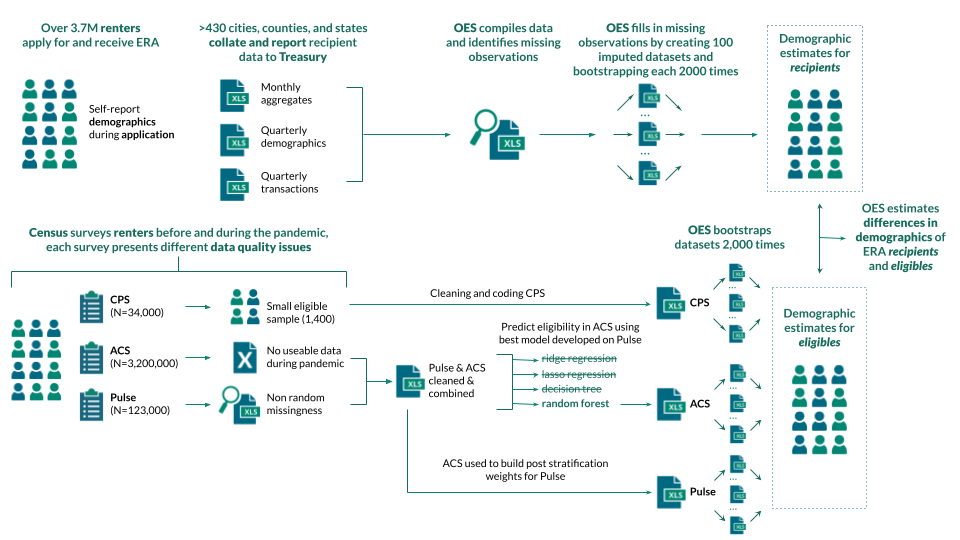 Over 3.7M renters
apply for and receive ERA
Self-report
demographics
during application
>430 cities, counties, and states
collate and report recipient
data to Treasury
XLS
Monthly
aggregates
XLS
Quarterly
demographics
XLS
Quarterly
transactions
OES compiles data
and identifies missing
observations
XLS
OES fills in missing
observations by creating 100
imputed datasets and
bootstrapping each 2000 times
XLS
...
XLS
...
XLS
Demographic
estimates for
recipients
OES estimates
differences in
demographics of
ERA recipients
and eligibles
Census surveys renters before and during the pandemic,
each survey presents different data quality issues
CPS
(N=34,000)
Small eligible
sample (1,400)
ACS
(N=3,200,000)
X
No useable data
during pandemic
Pulse
(N=123,000)
XLS
Non random
missingness
Cleaning and coding CPS
XLS
Pulse & ACS
cleaned &
combined
Predict eligibility in ACS using
best model developed on Pulse
ridge regression
lasso regression
decision tree
random forest
ACS used to build post stratification
weights for Pulse
OES bootstraps
datasets 2,000 times
XLS
CPS
XLS
...
XLS
...
XLS
XLS
ACS
XLS
...
XLS
...
XLS
XLS
Pulse
XLS
...
XLS
...
XLS
Demographic
estimates for
eligibles